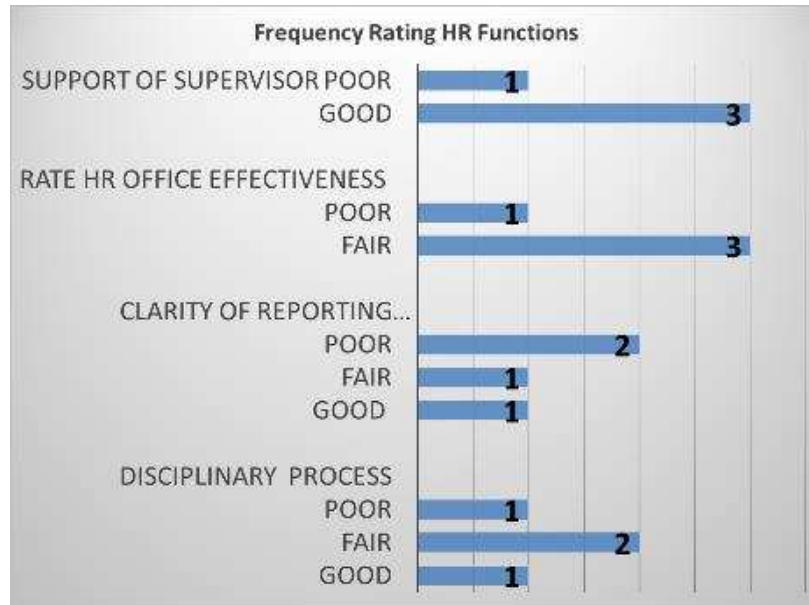 Frequency Rating HR Functions
SUPPORT OF SUPERVISOR POOR 1
GOOD 3
RATE HR OFFICE EFFECTIVENESS
POOR 1
FAIR 3
CLARITY OF REPORTING...
POOR 2
FAIR 1
GOOD 1
DISCIPLINARY PROCESS
POOR 1
FAIR 2
GOOD 1